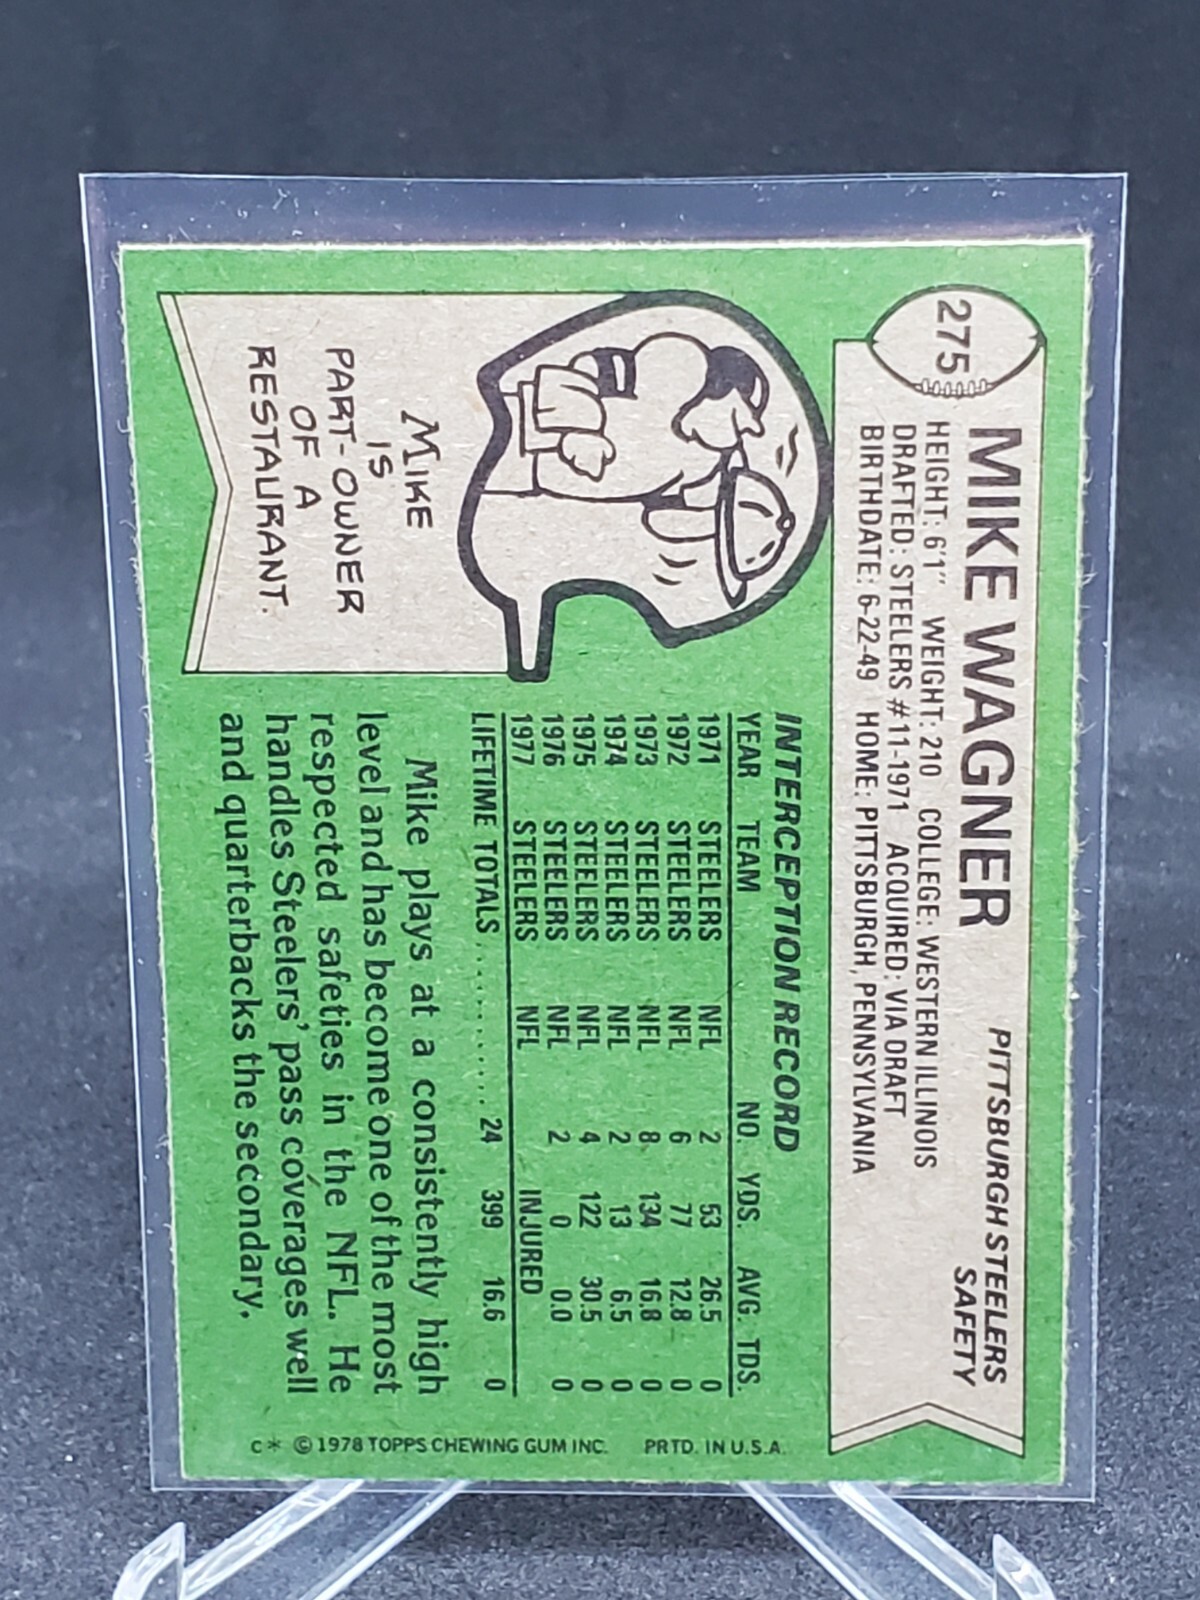 275
MIKE WAGNER
PITTSBURGH STEELERS
SAFETY
HEIGHT: 6'1" WEIGHT: 210 COLLEGE: WESTERN ILLINOIS
DRAFTED: STEELERS #11-1971 ACQUIRED: VIA DRAFT
BIRTHDATE: 6-22-49 HOME: PITTSBURGH, PENNSYLVANIA
MIKE
IS
PART-OWNER
OF A
RESTAURANT.
INTERCEPTION RECORD
YEAR TEAM NO. YDS. AVG. TDS.
1971 STEELERS NFL 2 53 26.5 0
1972 STEELERS NFL 6 77 12.8 0
1973 STEELERS NFL 8 134 16.8 0
1974 STEELERS NFL 2 13 6.5 0
1975 STEELERS NFL 4 122 30.5 0
1976 STEELERS NFL 2 0 0.0 0
1977 STEELERS NFL INJURED
LIFETIME TOTALS .......... 24 399 16.6 0
Mike plays at a consistently high
level and has become one of the most
respected safeties in the NFL. He
handles Steelers' pass coverages well
and quarterbacks the secondary.
C* © 1978 TOPPS CHEWING GUM INC. PRTD. IN U.S.A.